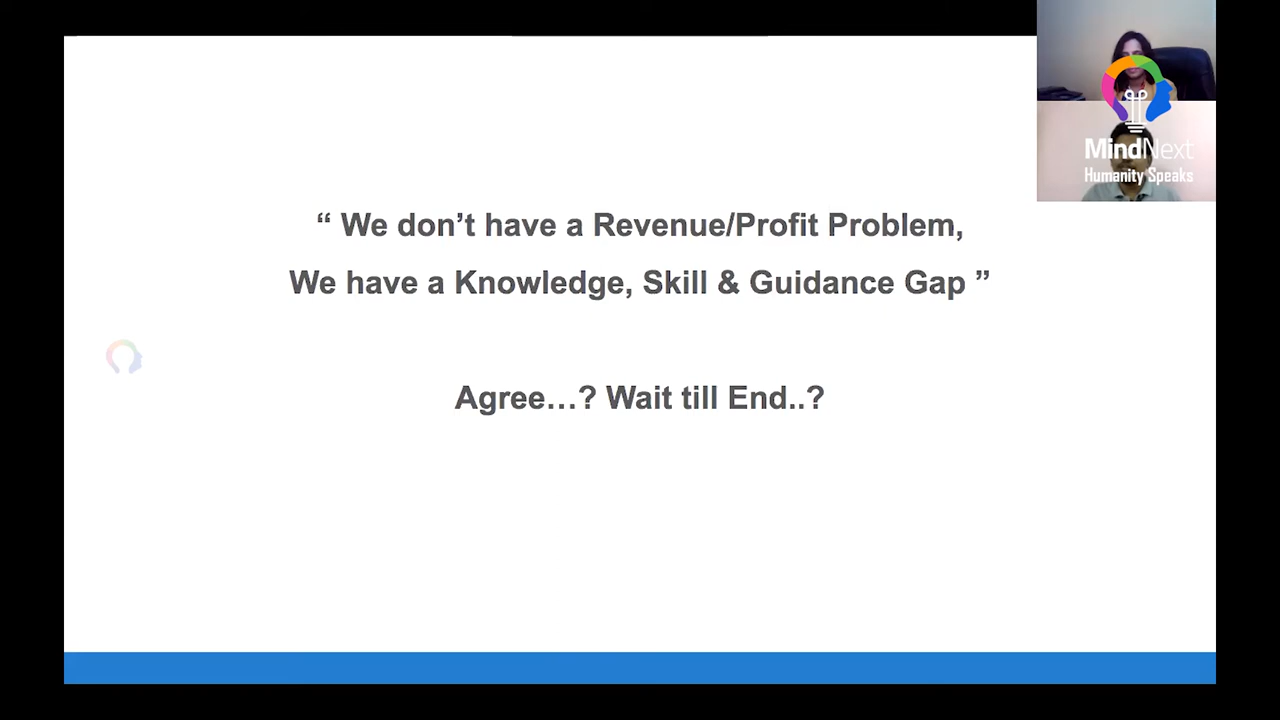 MindNext
Humanity Speaks
“ We don’t have a Revenue/Profit Problem,
We have a Knowledge, Skill & Guidance Gap ”
Agree…? Wait till End..?